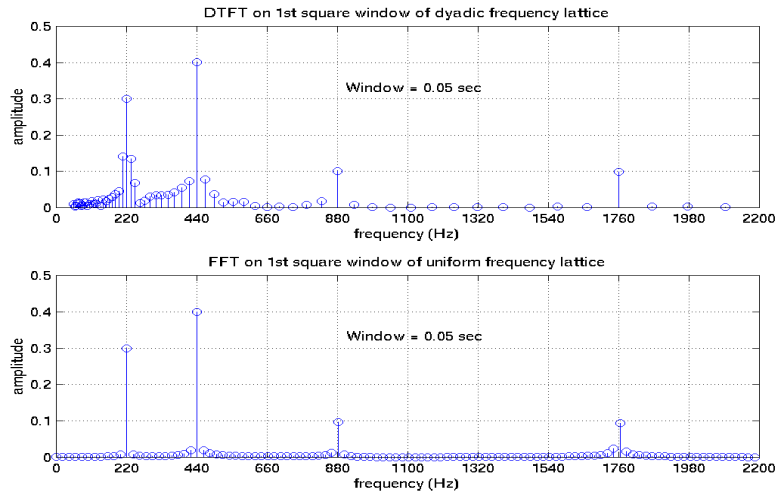 DTFT on 1st square window of dyadic frequency lattice
0.5
0.4
0.3
0.2
0.1
0
amplitude
Window = 0.05 sec
0 220 440 660 880 1100 1320 1540 1760 1980 2200
frequency (Hz)
FFT on 1st square window of uniform frequency lattice
0.5
0.4
0.3
0.2
0.1
0
amplitude
Window = 0.05 sec
0 220 440 660 880 1100 1320 1540 1760 1980 2200
frequency (Hz)